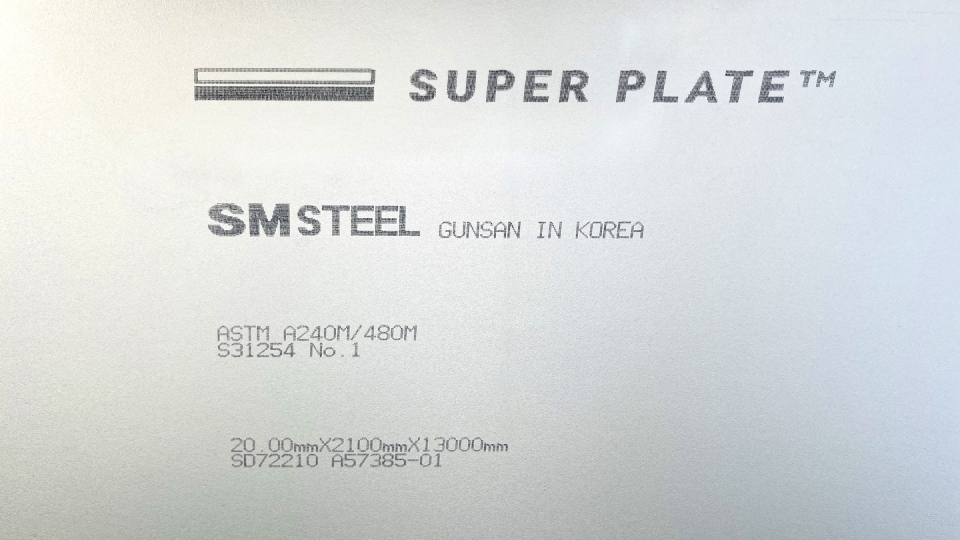 SUPER PLATE™
SM STEEL GUNSAN IN KOREA
ASTM A240M/480M
S31254 No.1
20.00mmX2100mmX13000mm
SD72210 A57385-01